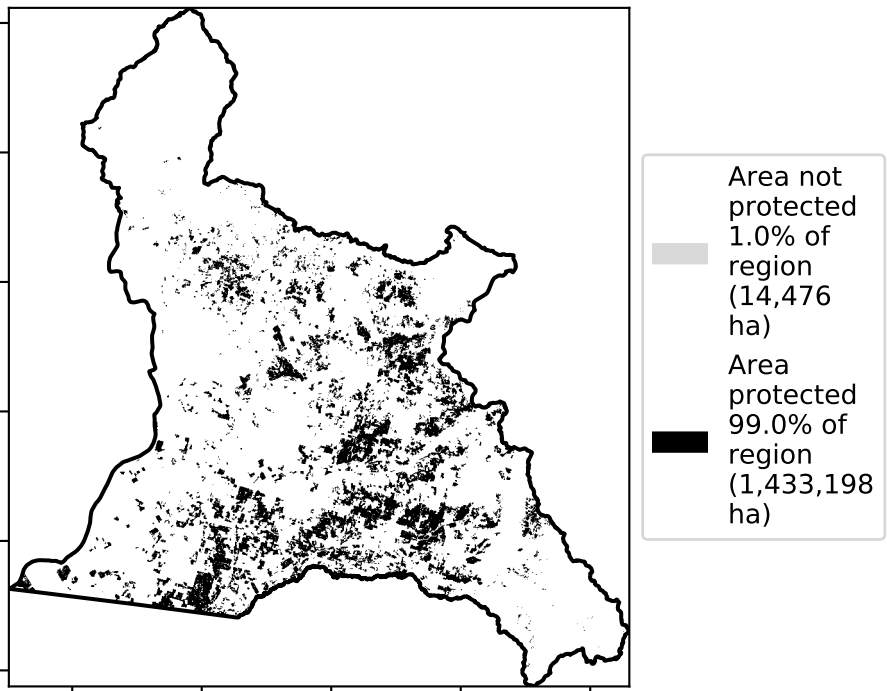 Area not
protected
1.0% of
region
(14,476
ha)
Area
protected
99.0% of
region
(1,433,198
ha)